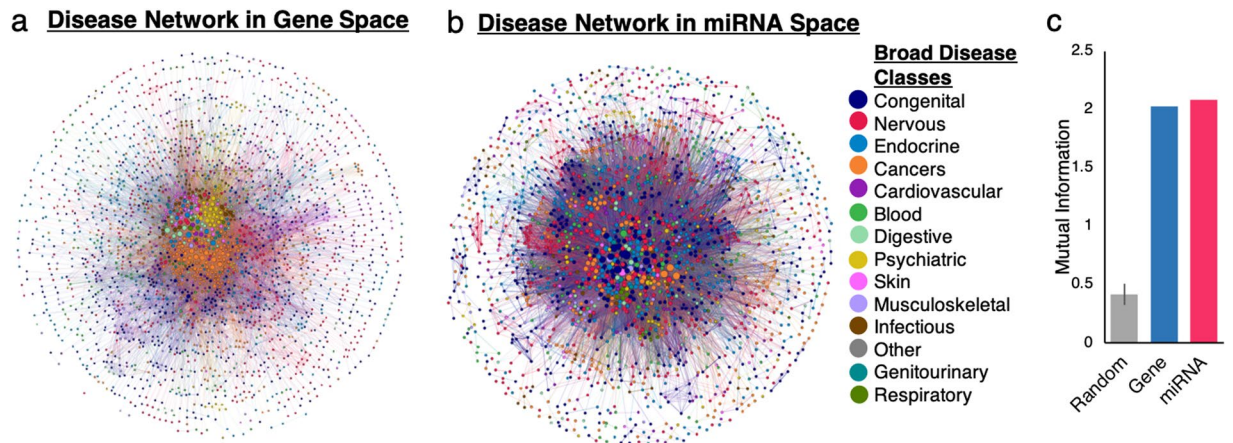 a Disease Network in Gene Space
b Disease Network in miRNA Space
Broad Disease
Classes
Congenital
Nervous
Endocrine
Cancers
Cardiovascular
Blood
Digestive
Psychiatric
Skin
Musculoskeletal
Infectious
Other
Genitourinary
Respiratory
c
Mutual Information
2.5
2
1.5
1
0.5
0
Random
Gene
miRNA